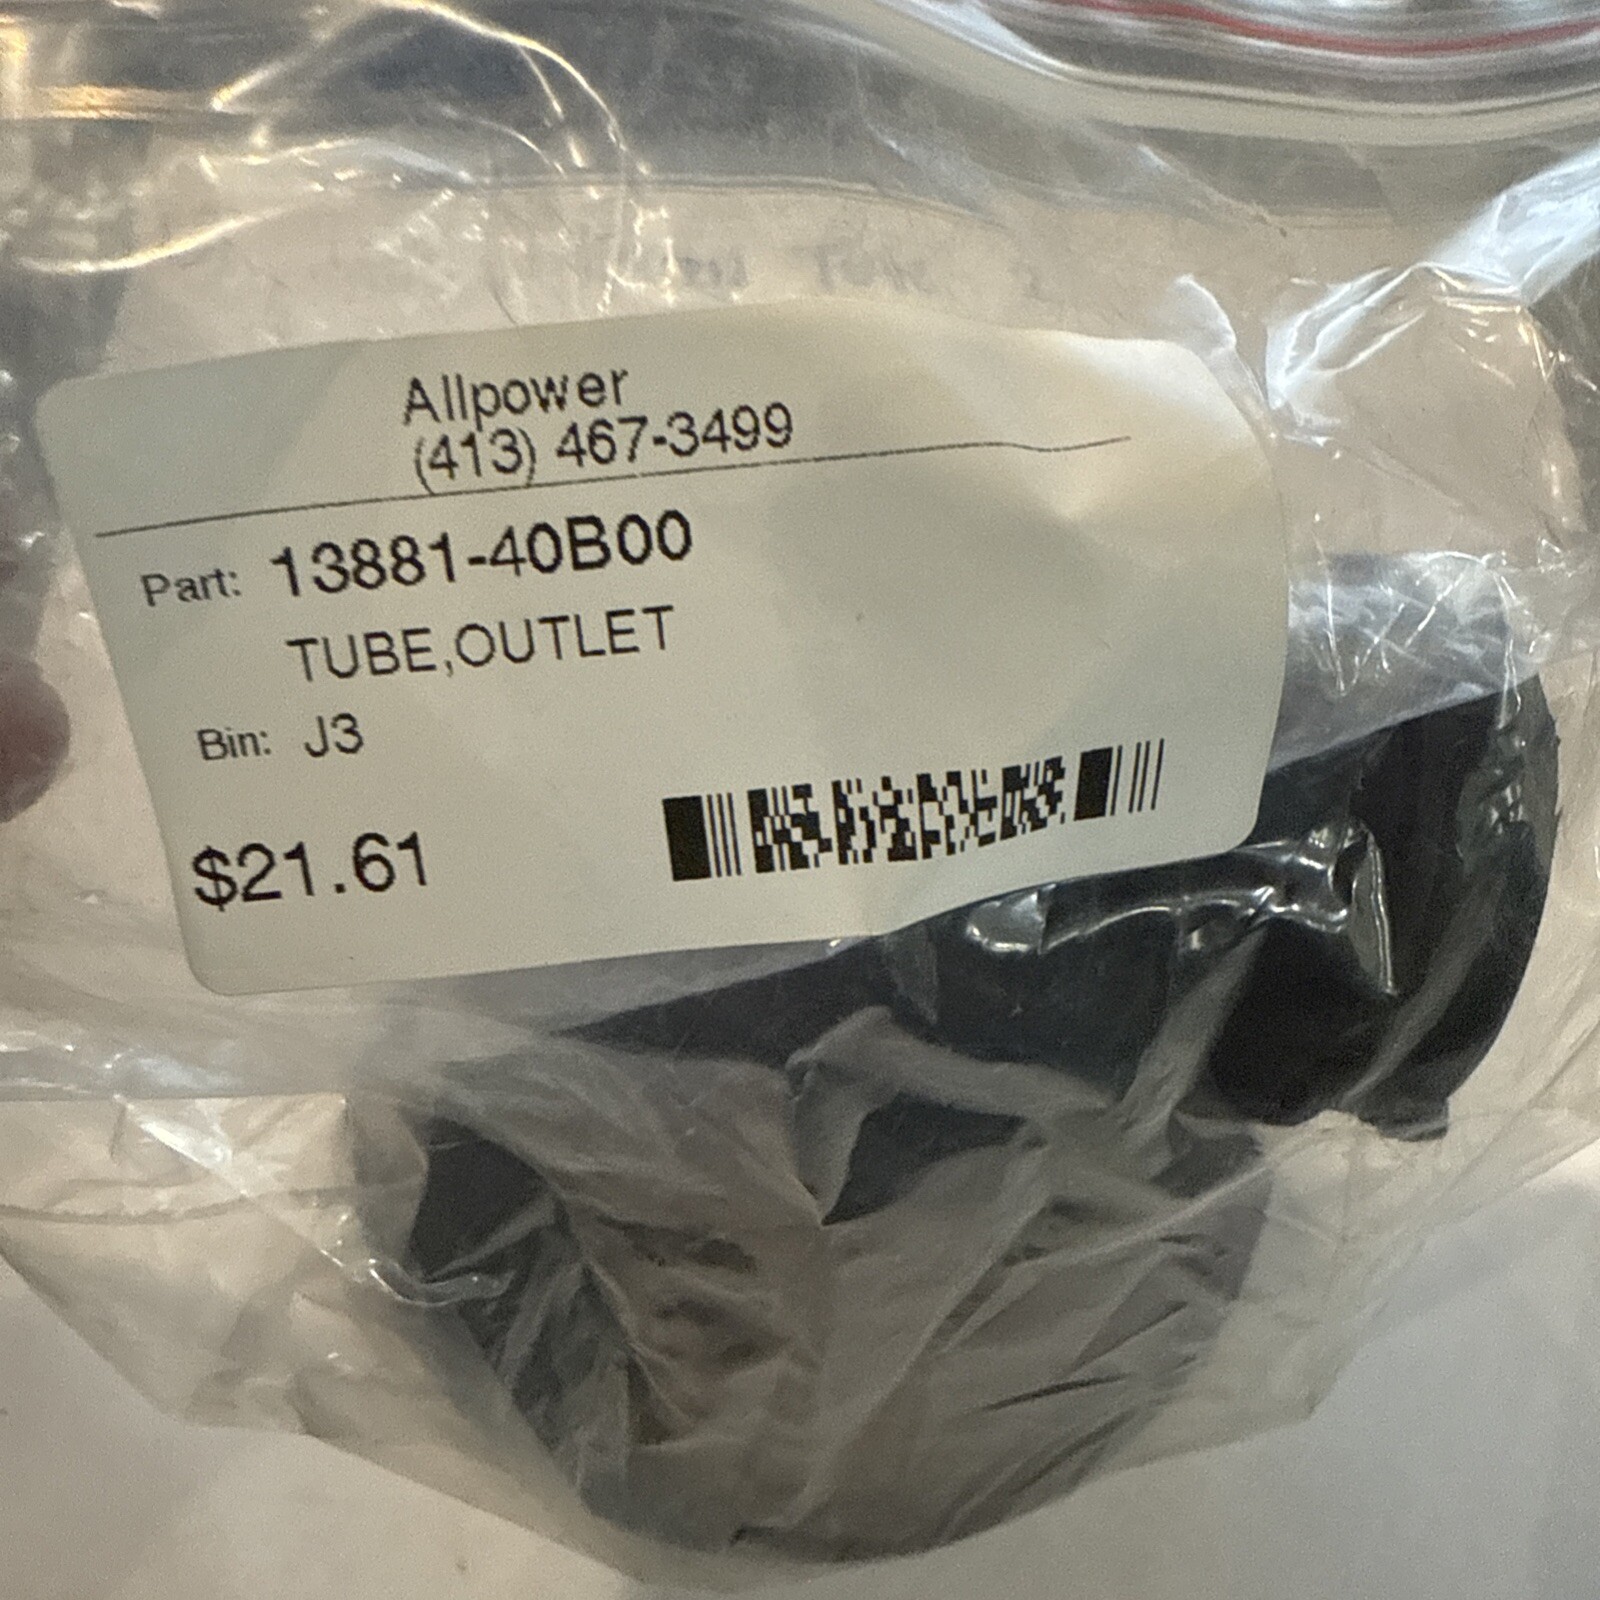 Allpower
(413) 467-3499
Part: 13881-40B00
TUBE,OUTLET
Bin: J3
$21.61